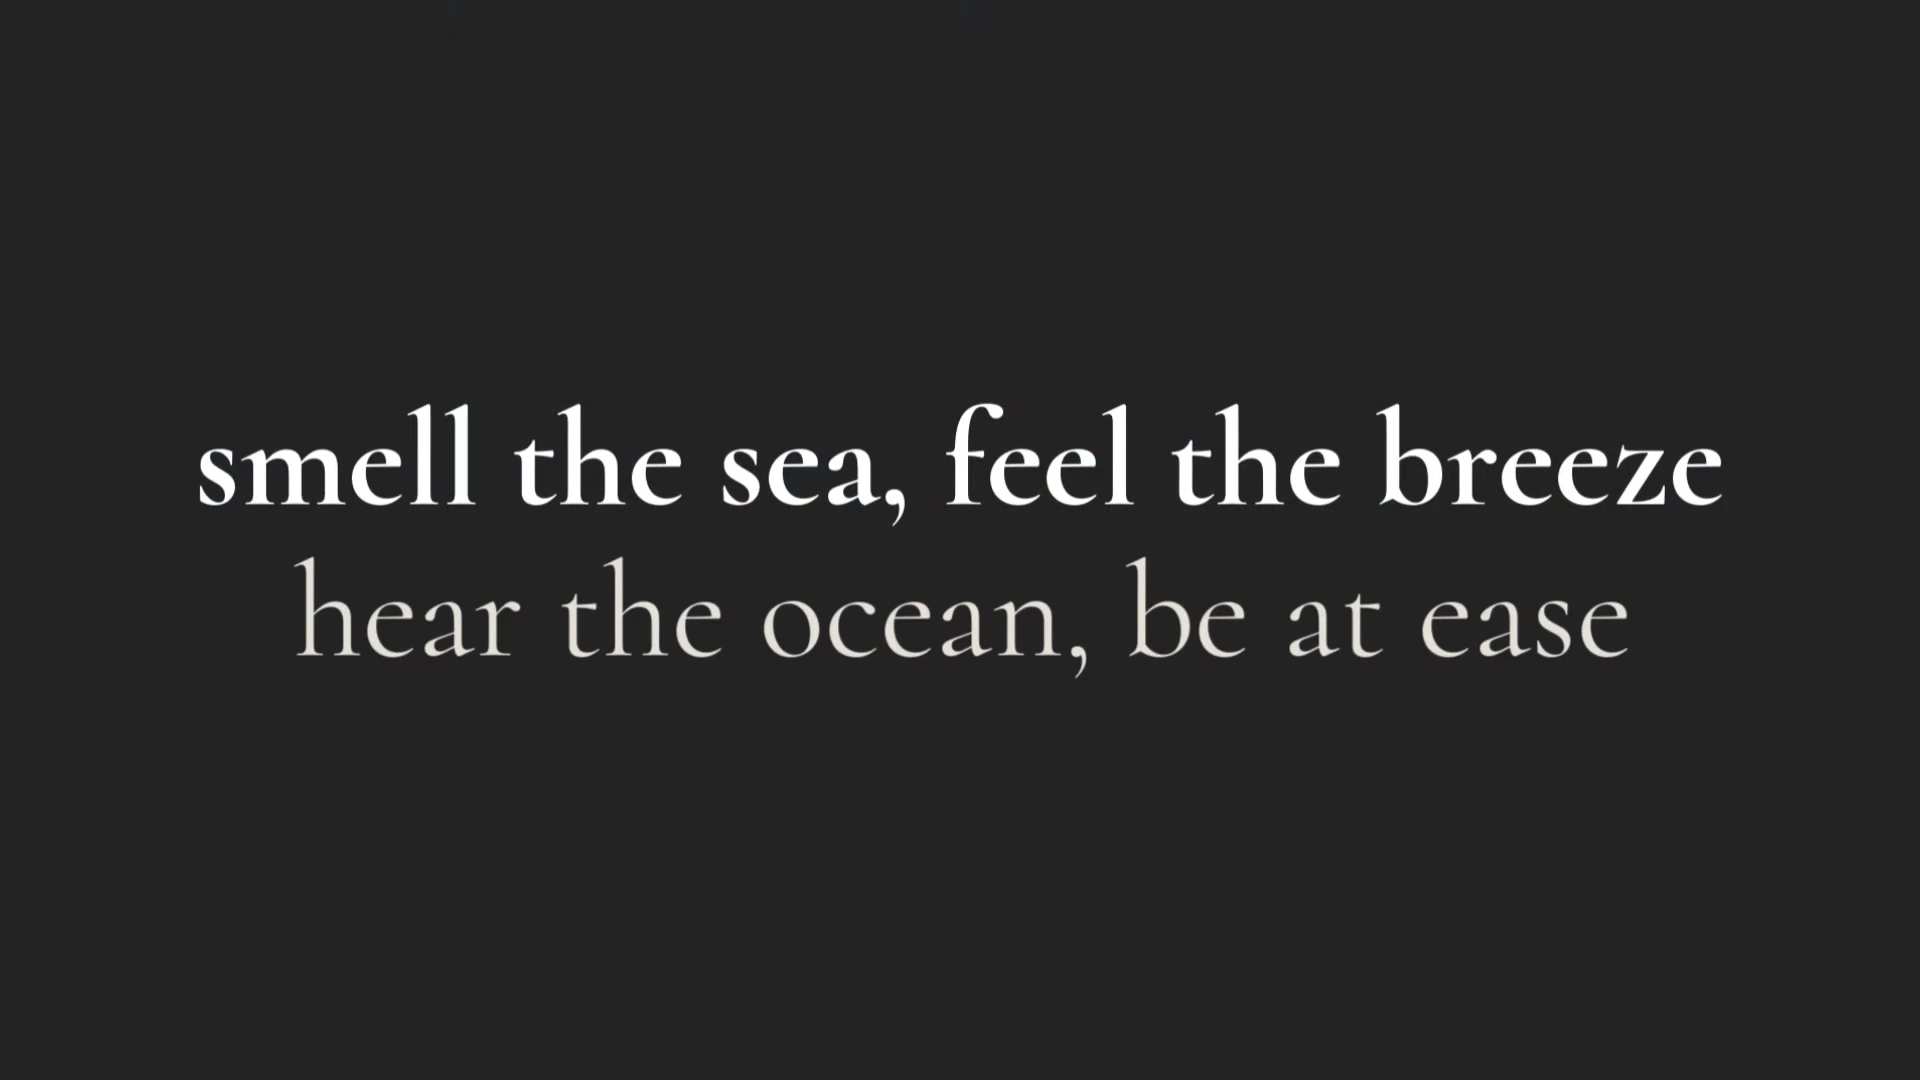 smell the sea, feel the breeze
hear the ocean, be at ease